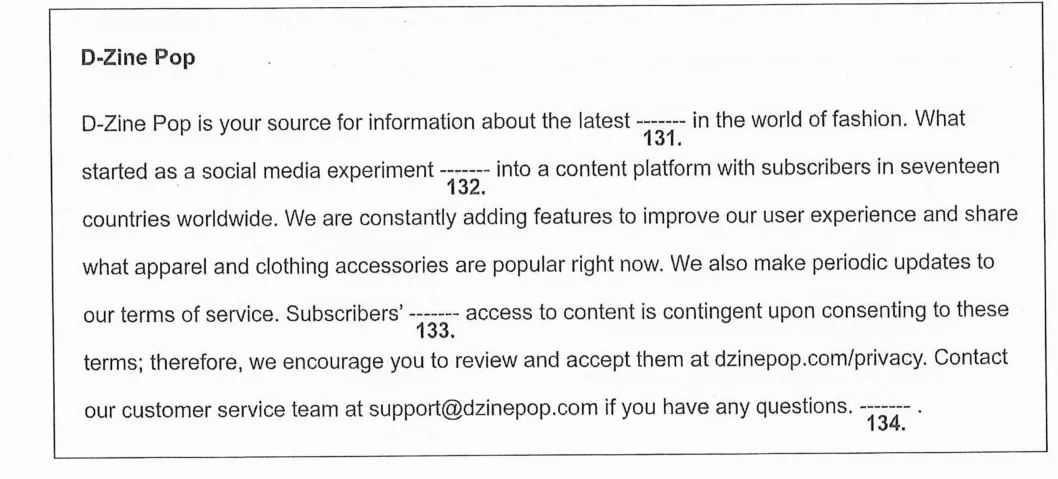 D-Zine Pop
D-Zine Pop is your source for information about the latest ------- in the world of fashion. What
131.
started as a social media experiment ------- into a content platform with subscribers in seventeen
132.
countries worldwide. We are constantly adding features to improve our user experience and share
what apparel and clothing accessories are popular right now. We also make periodic updates to
our terms of service. Subscribers' ------- access to content is contingent upon consenting to these
133.
terms; therefore, we encourage you to review and accept them at dzinepop.com/privacy. Contact
our customer service team at support@dzinepop.com if you have any questions. ------- .
134.